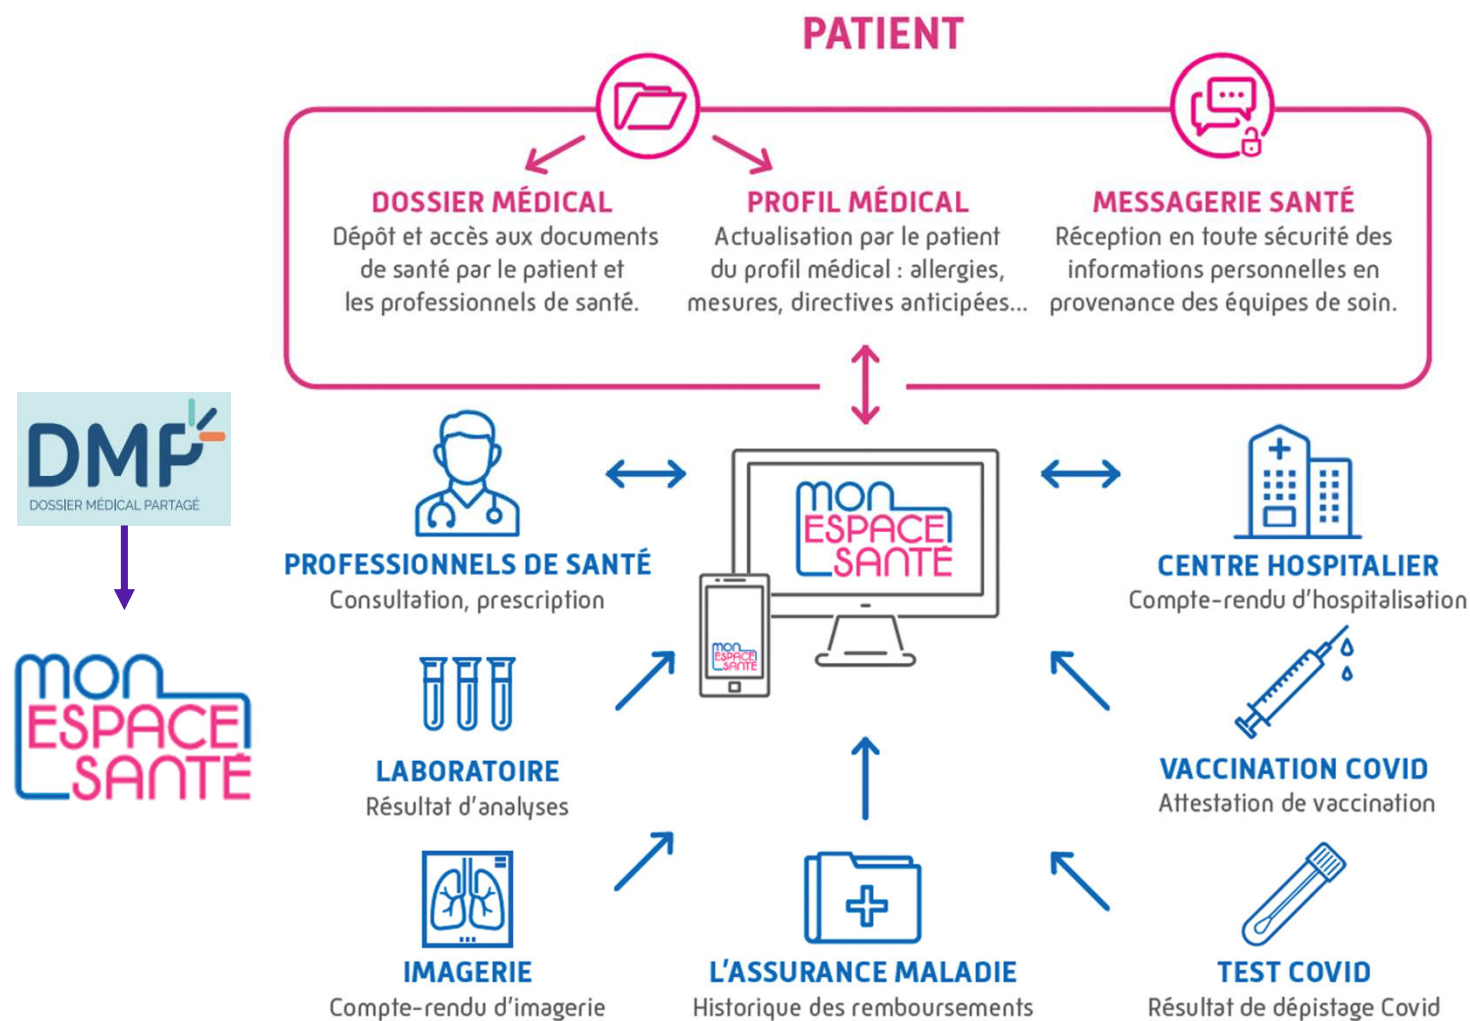 PATIENT
DOSSIER MÉDICAL
Dépôt et accès aux documents
de santé par le patient et
les professionnels de santé.
PROFIL MÉDICAL
Actualisation par le patient
du profil médical : allergies,
mesures, directives anticipées...
MESSAGERIE SANTÉ
Réception en toute sécurité des
informations personnelles en
provenance des équipes de soin.
DMP
DOSSIER MÉDICAL PARTAGÉ
mon
ESPACE
SANTÉ
PROFESSIONNELS DE SANTÉ
Consultation, prescription
mon
ESPACE
SANTÉ
mon
ESPACE
SANTÉ
CENTRE HOSPITALIER
Compte-rendu d'hospitalisation
LABORATOIRE
Résultat d'analyses
VACCINATION COVID
Attestation de vaccination
IMAGERIE
Compte-rendu d'imagerie
L'ASSURANCE MALADIE
Historique des remboursements
TEST COVID
Résultat de dépistage Covid